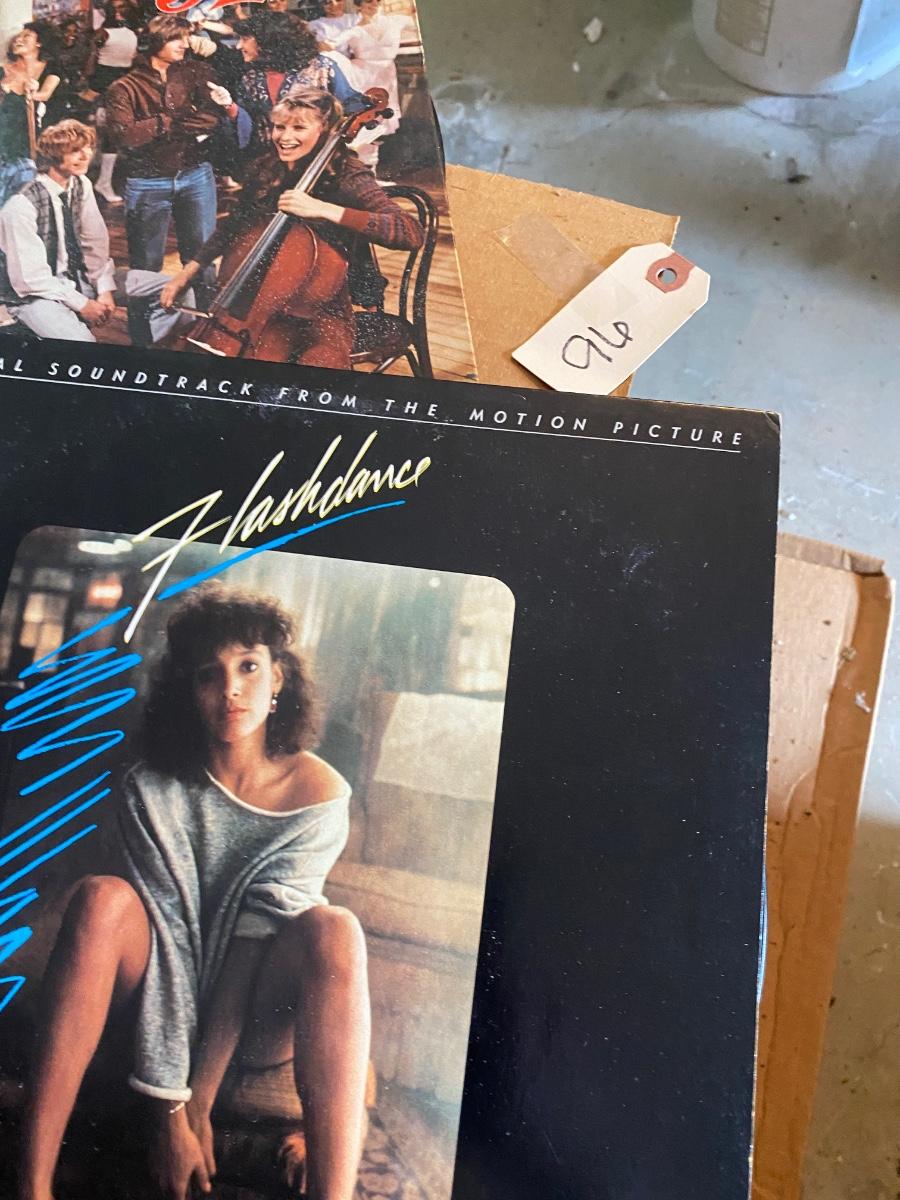 96
AL SOUNDTRACK FROM THE MOTION PICTURE
Flashdance